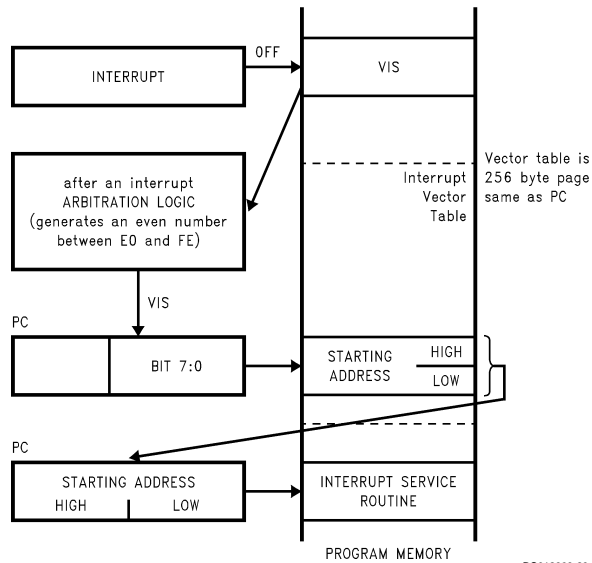 INTERRUPT
OFF
VIS
after an interrupt
ARBITRATION LOGIC
(generates an even number
between E0 and FE)
Interrupt
Vector
Table
Vector table is
256 byte page
same as PC
VIS
PC
BIT 7:0
STARTING
ADDRESS
HIGH
LOW
PC
STARTING ADDRESS
HIGH
LOW
INTERRUPT SERVICE
ROUTINE
PROGRAM MEMORY